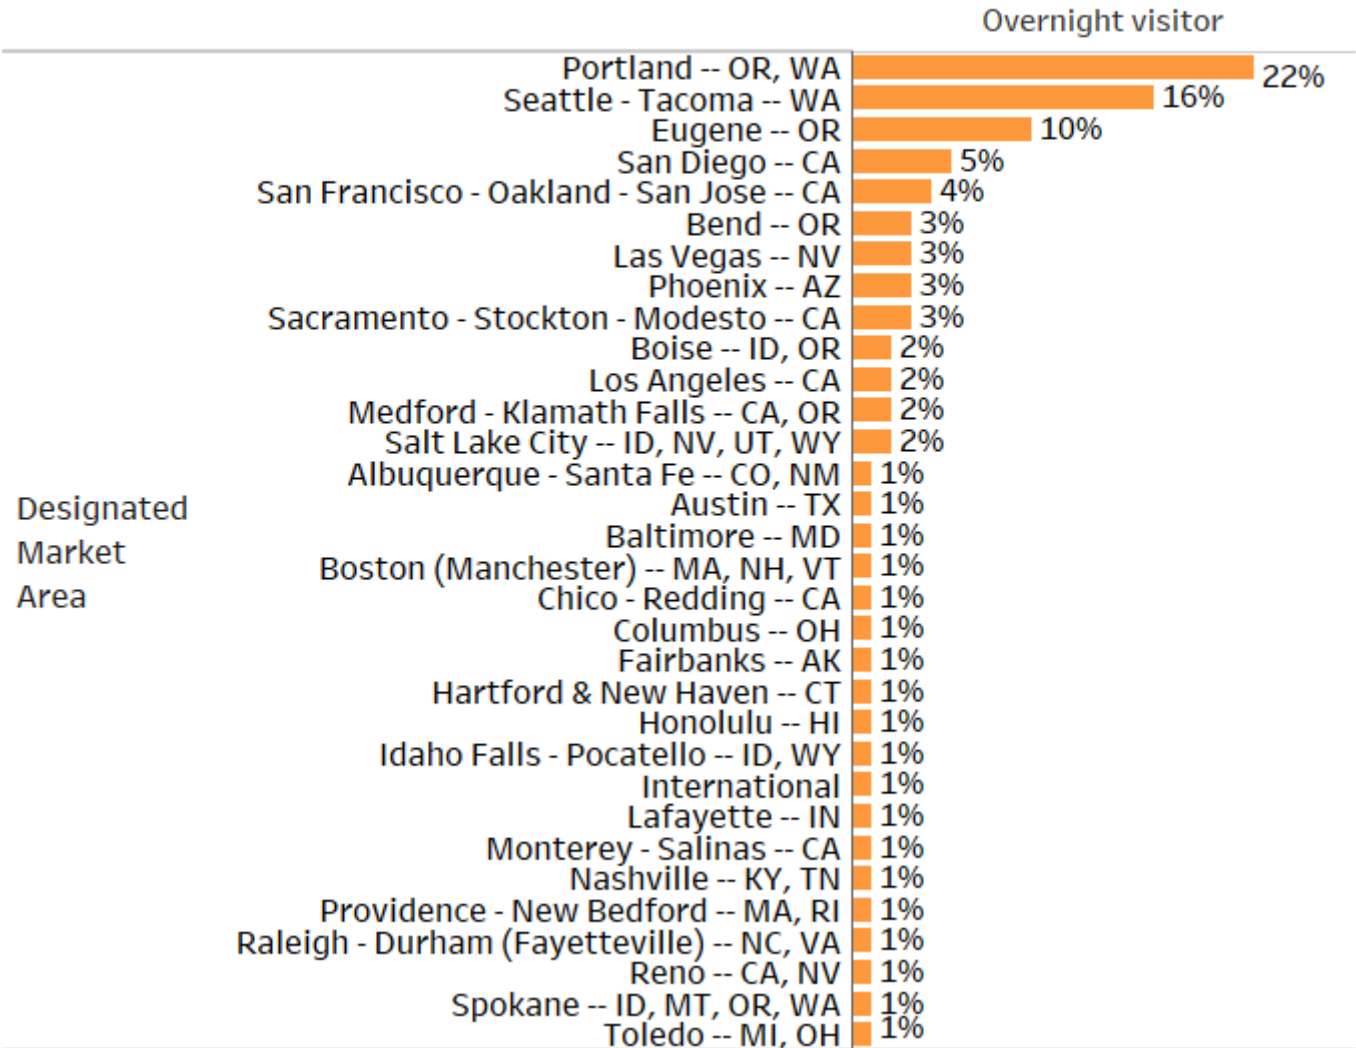 Overnight visitor
Portland -- OR, WA 22%
Seattle - Tacoma -- WA 16%
Eugene -- OR 10%
San Diego -- CA 5%
San Francisco - Oakland - San Jose -- CA 4%
Bend -- OR 3%
Las Vegas -- NV 3%
Phoenix -- AZ 3%
Sacramento - Stockton - Modesto -- CA 3%
Boise -- ID, OR 2%
Los Angeles -- CA 2%
Medford - Klamath Falls -- CA, OR 2%
Salt Lake City -- ID, NV, UT, WY 2%
Albuquerque - Santa Fe -- CO, NM 1%
Designated
Market
Area
Austin -- TX 1%
Baltimore -- MD 1%
Boston (Manchester) -- MA, NH, VT 1%
Chico - Redding -- CA 1%
Columbus -- OH 1%
Fairbanks -- AK 1%
Hartford & New Haven -- CT 1%
Honolulu -- HI 1%
Idaho Falls - Pocatello -- ID, WY 1%
International 1%
Lafayette -- IN 1%
Monterey - Salinas -- CA 1%
Nashville -- KY, TN 1%
Providence - New Bedford -- MA, RI 1%
Raleigh - Durham (Fayetteville) -- NC, VA 1%
Reno -- CA, NV 1%
Spokane -- ID, MT, OR, WA 1%
Toledo -- MI, OH 1%